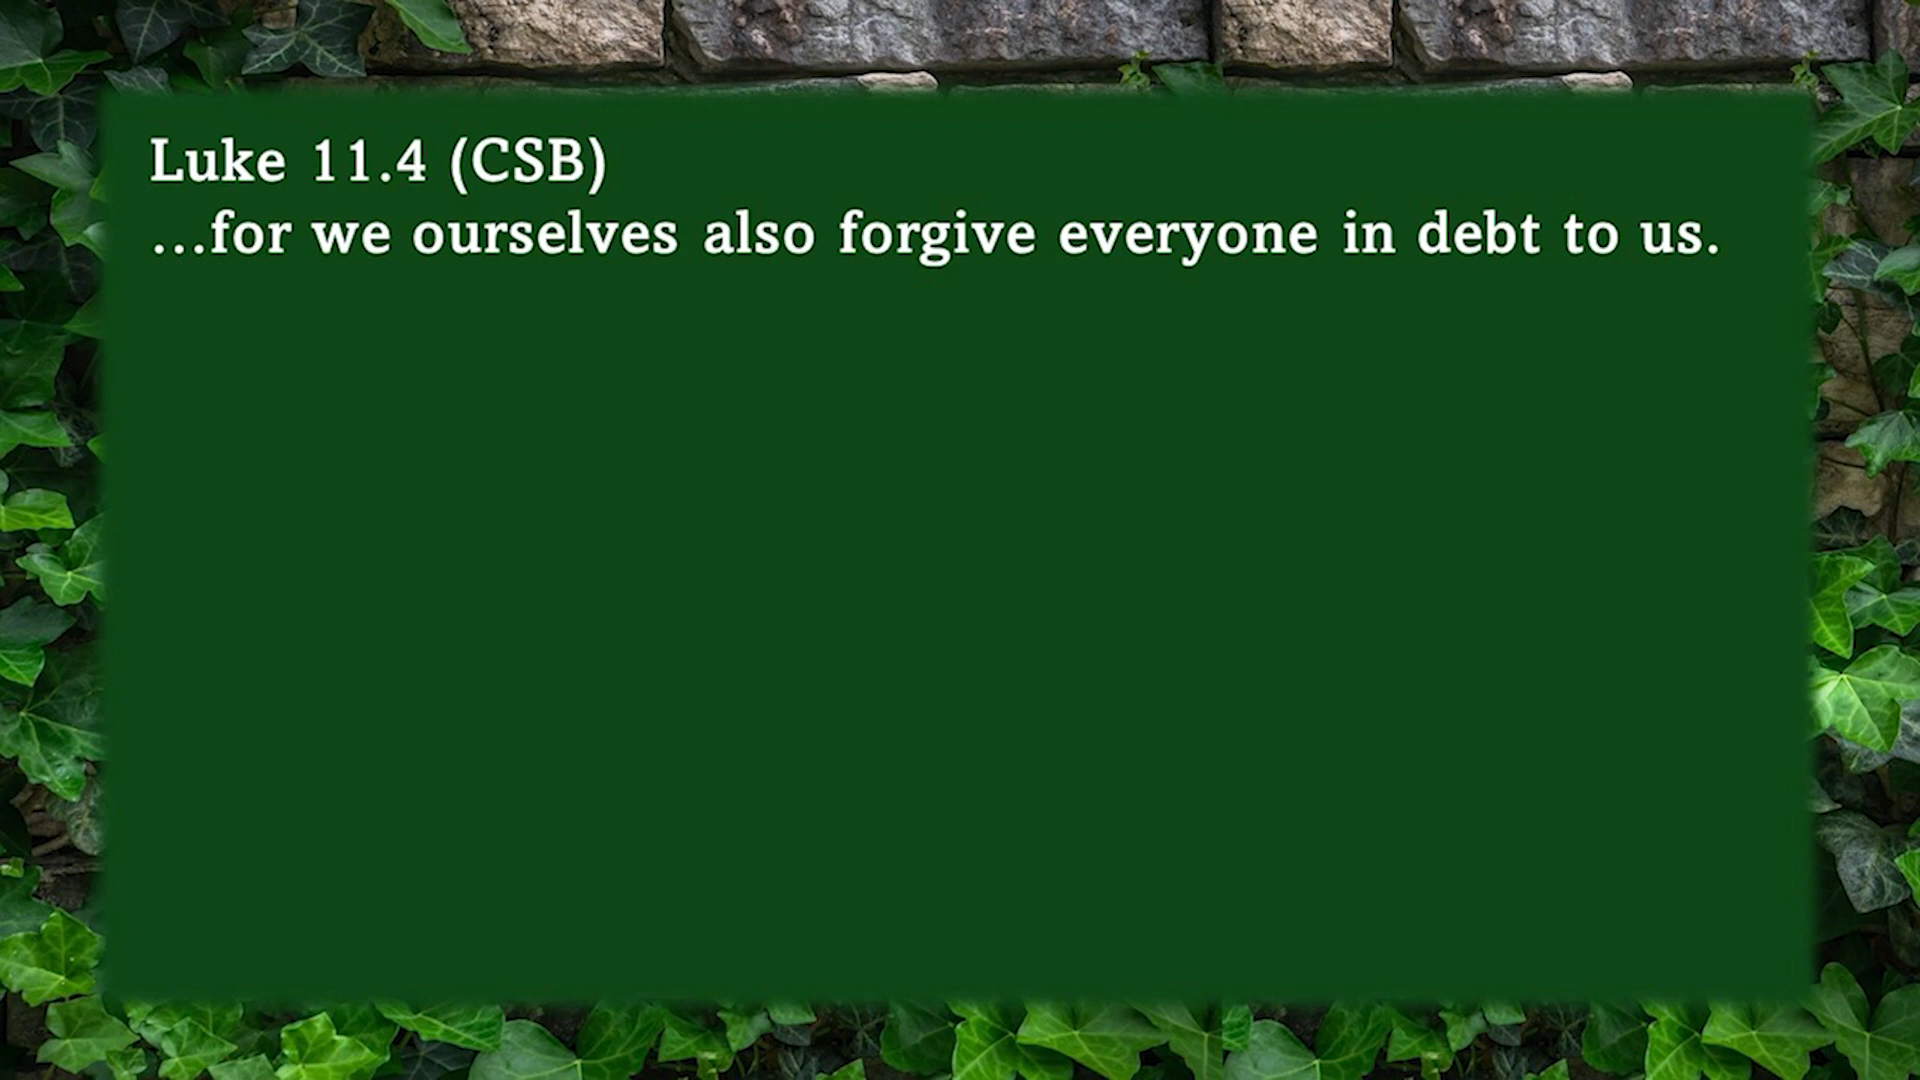 Luke 11.4 (CSB)
…for we ourselves also forgive everyone in debt to us.